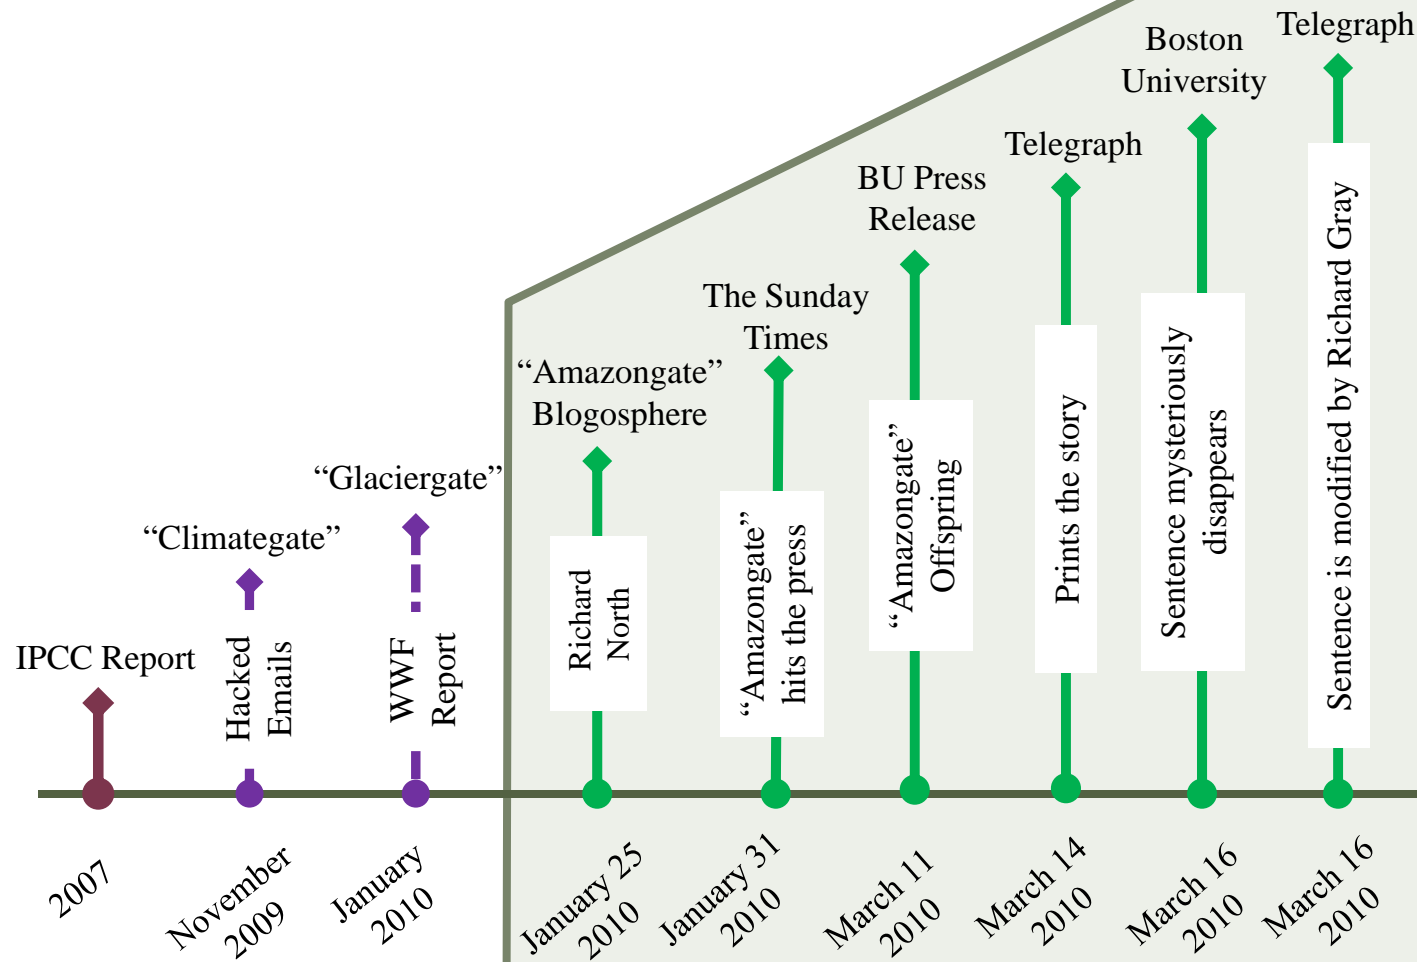 IPCC Report
2007
“Climategate”
Hacked
Emails
November
2009
“Glaciergate”
WWF
Report
January
2010
“Amazongate”
Blogosphere
Richard
North
January 25
2010
The Sunday
Times
“Amazongate”
hits the press
January 31
2010
BU Press
Release
“Amazongate”
Offspring
March 11
2010
Telegraph
Prints the story
March 14
2010
Boston
University
Sentence mysteriously
disappears
March 16
2010
Telegraph
Sentence is modified by Richard Gray
March 16
2010